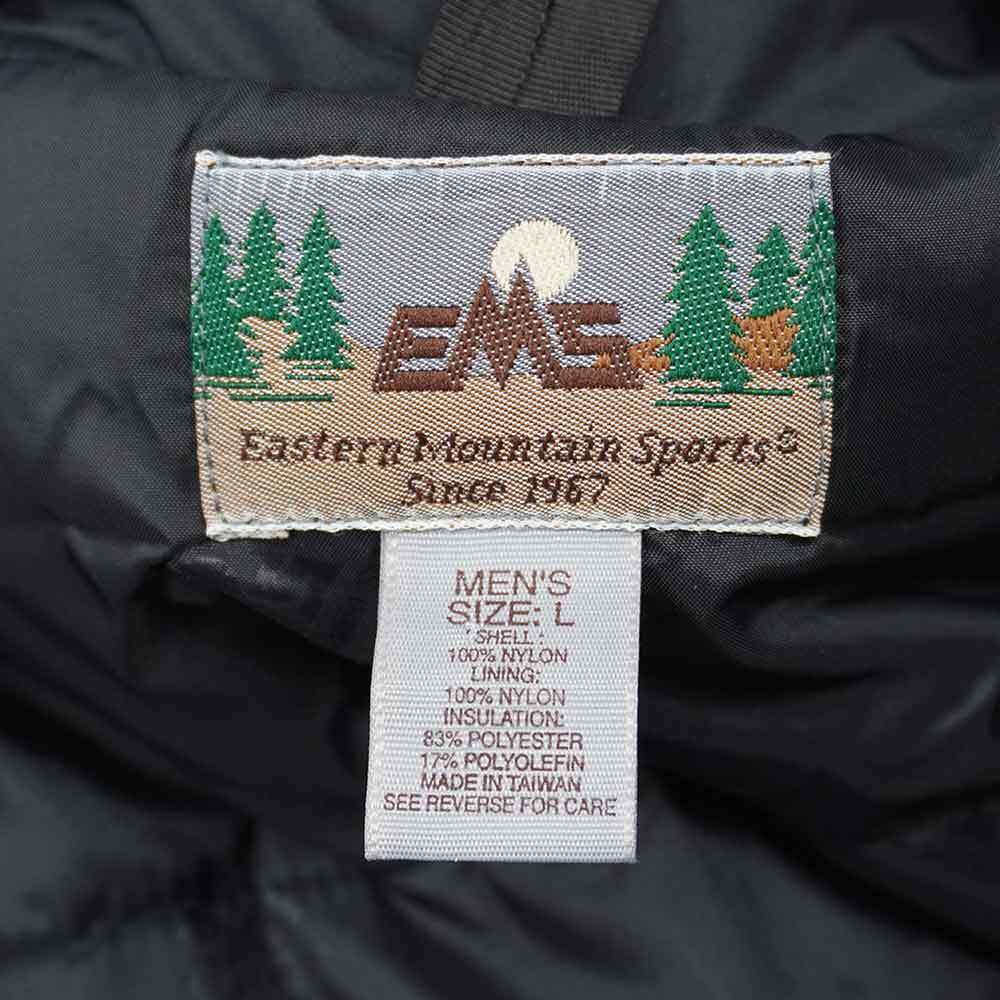 EMS
Eastern Mountain Sports®
Since 1967
MEN'S
SIZE: L
SHELL:
100% NYLON
LINING:
100% NYLON
INSULATION:
83% POLYESTER
17% POLYOLEFIN
MADE IN TAIWAN
SEE REVERSE FOR CARE